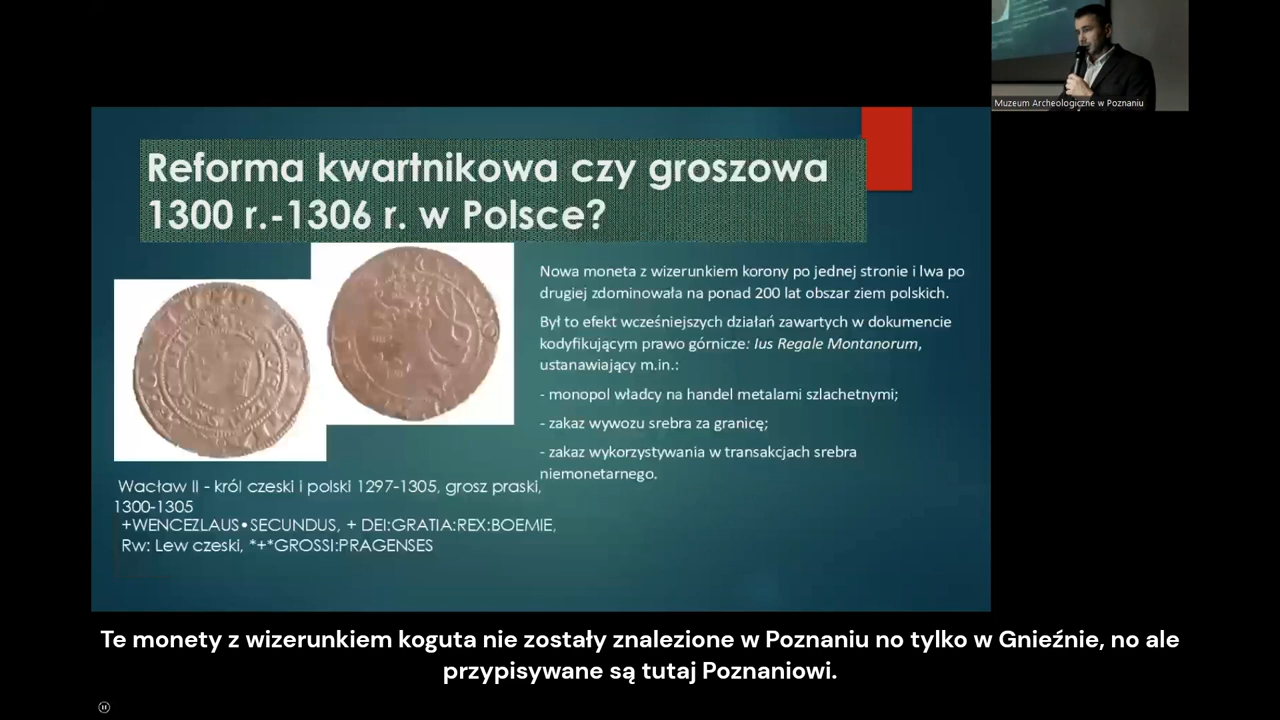 Muzeum Archeologiczne w Poznaniu
Reforma kwartnikowa czy groszowa
1300 r.-1306 r. w Polsce?
Nowa moneta z wizerunkiem korony po jednej stronie i lwa po
drugiej zdominowała na ponad 200 lat obszar ziem polskich.
Był to efekt wcześniejszych działań zawartych w dokumencie
kodyfikującym prawo górnicze: Ius Regale Montanorum,
ustanawiający m.in.:
- monopol władcy na handel metalami szlachetnymi;
- zakaz wywozu srebra za granicę;
- zakaz wykorzystywania w transakcjach srebra
niemonetarnego.
Wacław II - król czeski i polski 1297-1305, grosz praski,
1300-1305
+WENCEZLAUS•SECUNDUS, + DEI:GRATIA:REX:BOEMIE,
Rw: Lew czeski, *+*GROSSI:PRAGENSES
Te monety z wizerunkiem koguta nie zostały znalezione w Poznaniu no tylko w Gnieźnie, no ale
przypisywane są tutaj Poznaniowi.